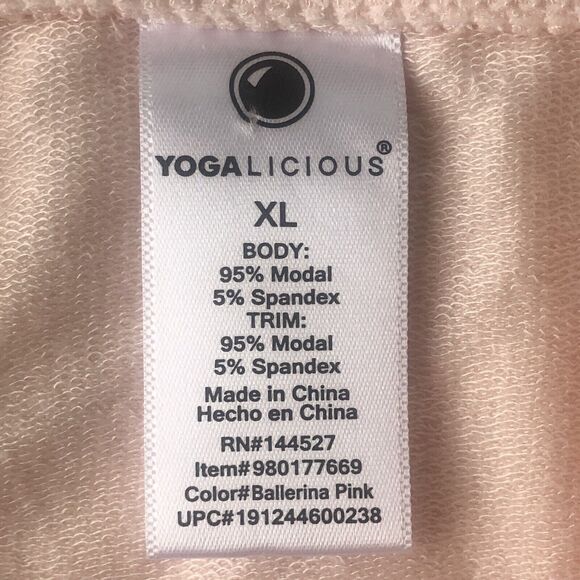 YOGALICIOUS®
XL
BODY:
95% Modal
5% Spandex
TRIM:
95% Modal
5% Spandex
Made in China
Hecho en China
RN#144527
Item#980177669
Color#Ballerina Pink
UPC#191244600238